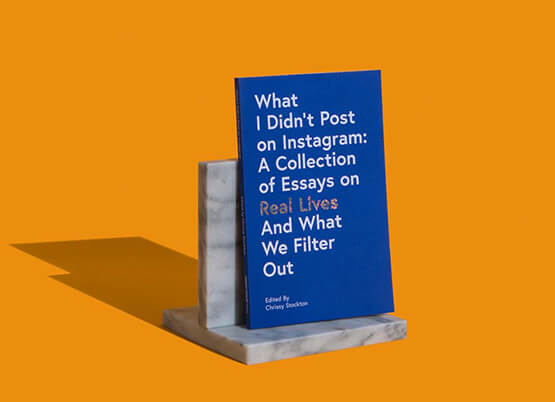 What
I Didn't Post
on Instagram:
A Collection
of Essays on
Real Lives
And What
We Filter
Out
Edited By
Chrissy Stockton